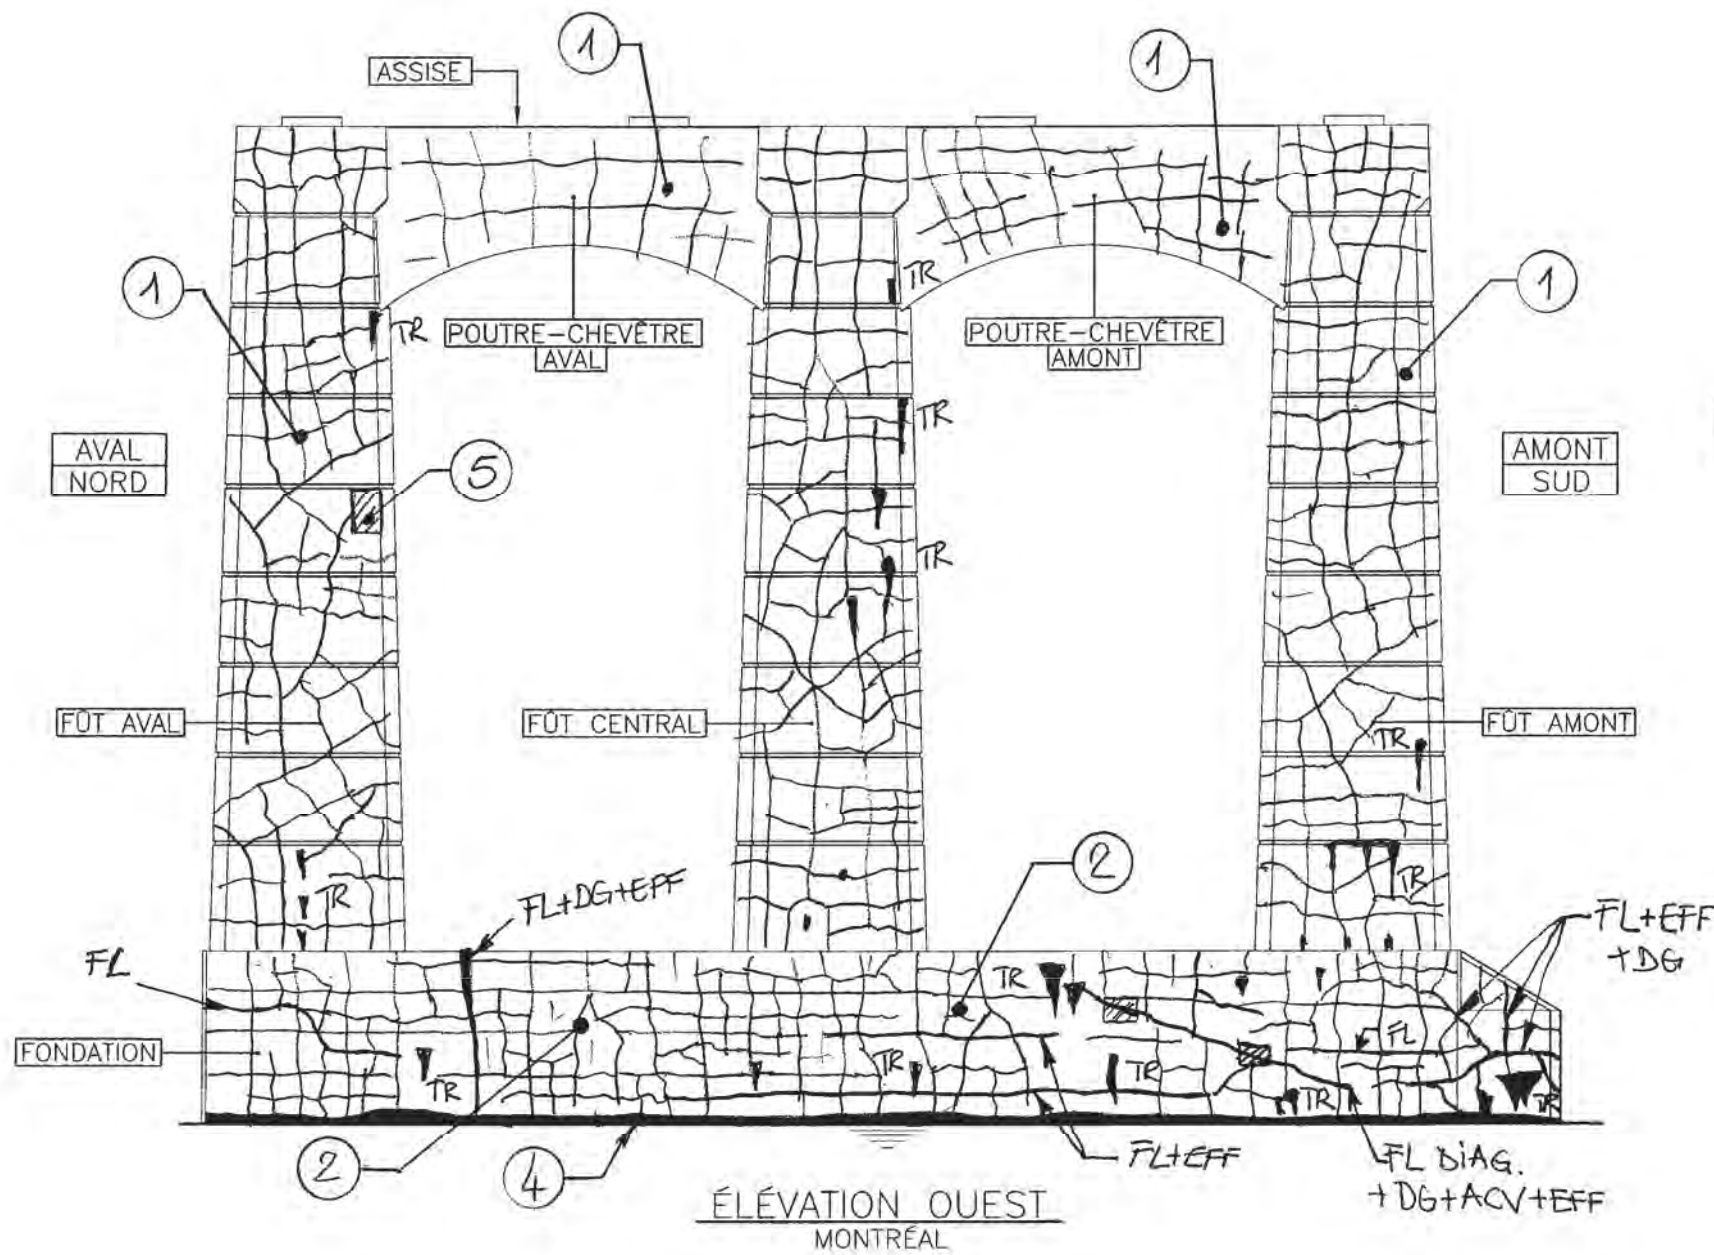 1
1
ASSISE
1
1
TR
TR
POUTRE-CHEVÊTRE
AVAL
POUTRE-CHEVÊTRE
AMONT
TR
AVAL
NORD
5
AMONT
SUD
TR
FÛT AVAL
FÛT CENTRAL
FÛT AMONT
TR
2
TR
TR
FL+DG+EFF
FL+EFF
+DG
FL
TR
FL
FONDATION
TR
TR
TR
TR
TR
2
4
FL+EFF
FL DIAG.
+DG+ACV+EFF
ÉLÉVATION OUEST
MONTRÉAL